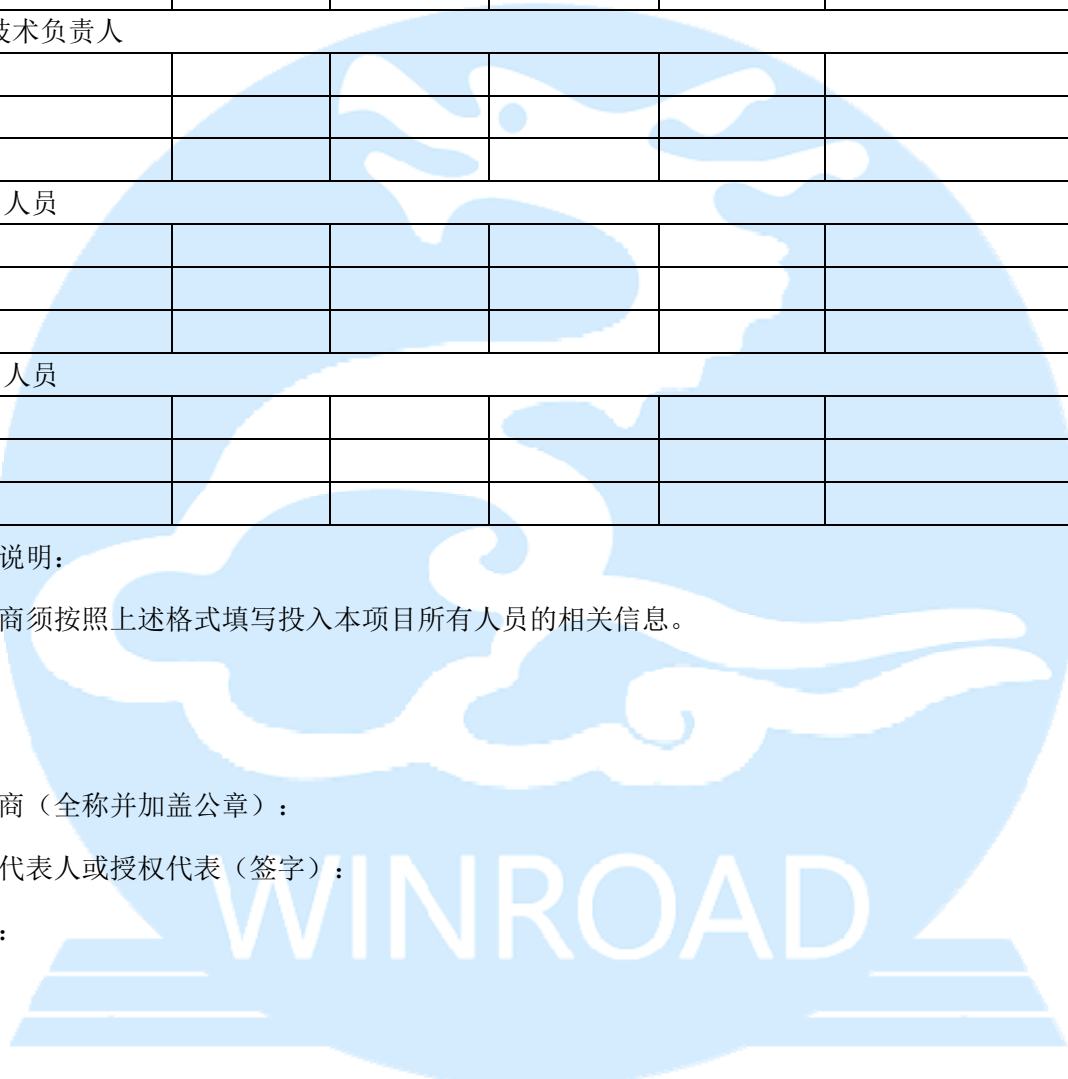 技术负责人
人员
人员
说明：
商须按照上述格式填写投入本项目所有人员的相关信息。
商（全称并加盖公章）：
代表人或授权代表（签字）：
：
WINROAD